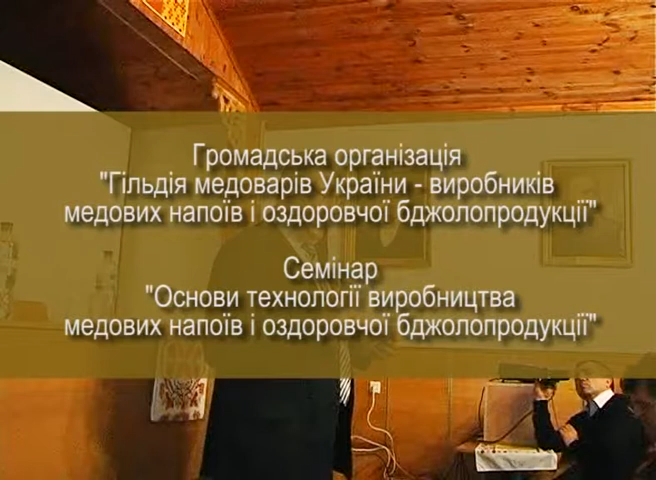 Громадська організація
"Гільдія медоварів України - виробників
медових напоїв і оздоровчої бджолопродукції"
Семінар
"Основи технології виробництва
медових напоїв і оздоровчої бджолопродукції"